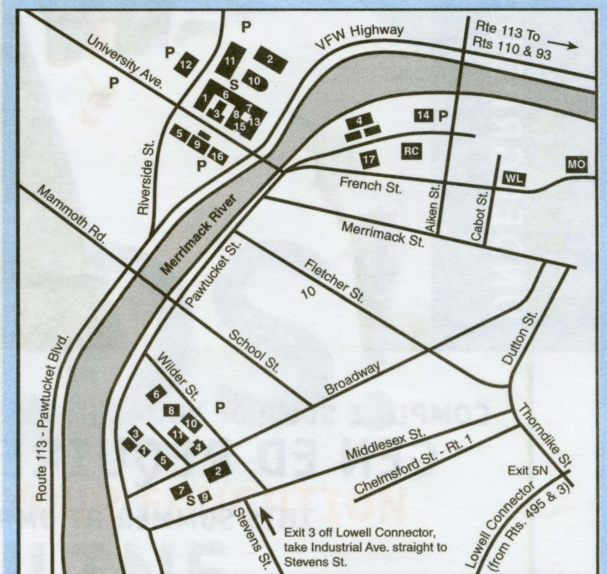 University Ave.
P
12
P
P
11
2
S
10
6
1
3
8
7
15
13
5
9
16
P
Riverside St.
VFW Highway
Rte 113 To
Rts 110 & 93
4
14
P
17
RC
WL
MO
French St.
Aiken St.
Cabot St.
Merrimack St.
Mammoth Rd.
Merrimack River
Pawtucket St.
Fletcher St.
10
School St.
Broadway
Dutton St.
Route 113 - Pawtucket Blvd.
Wilder St.
6
8
10
P
3
1
11
4
5
2
7
S
9
Middlesex St.
Chelmsford St. - Rt. 1
Thorndike St.
Exit 5N
Lowell Connector
(from Rts. 495 & 3)
Stevens St.
Exit 3 off Lowell Connector,
take Industrial Ave. straight to
Stevens St.